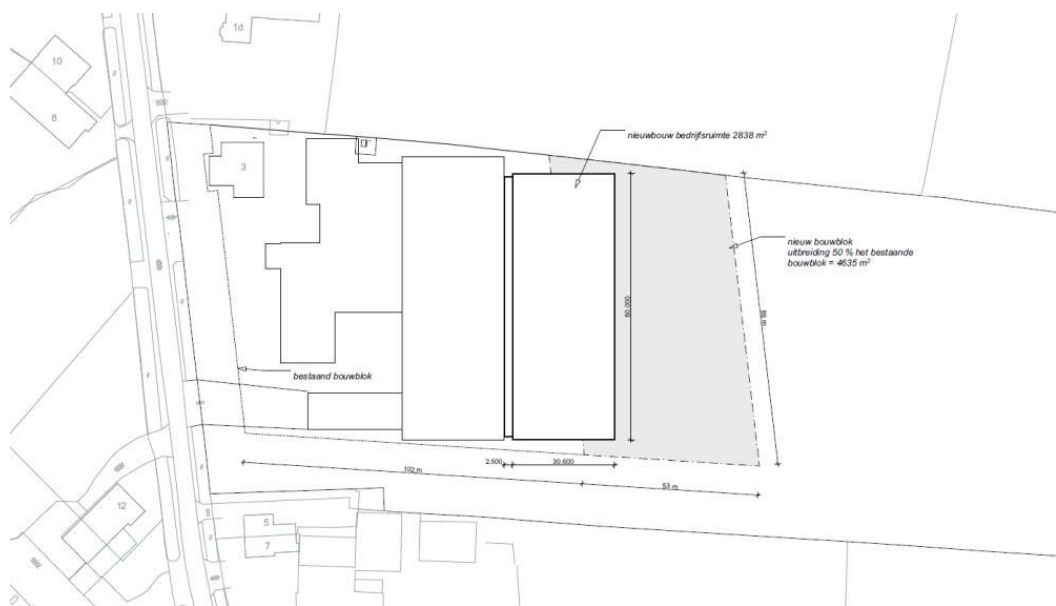 1d
10
8
3
nieuwbouw bedrijfsruimte 2838 m²
nieuw bouwblok
uitbreiding 50 % het bestaande
bouwblok = 4635 m²
80.000
88 m
bestaand bouwblok
102 m
2.500
30.600
53 m
12
5
7